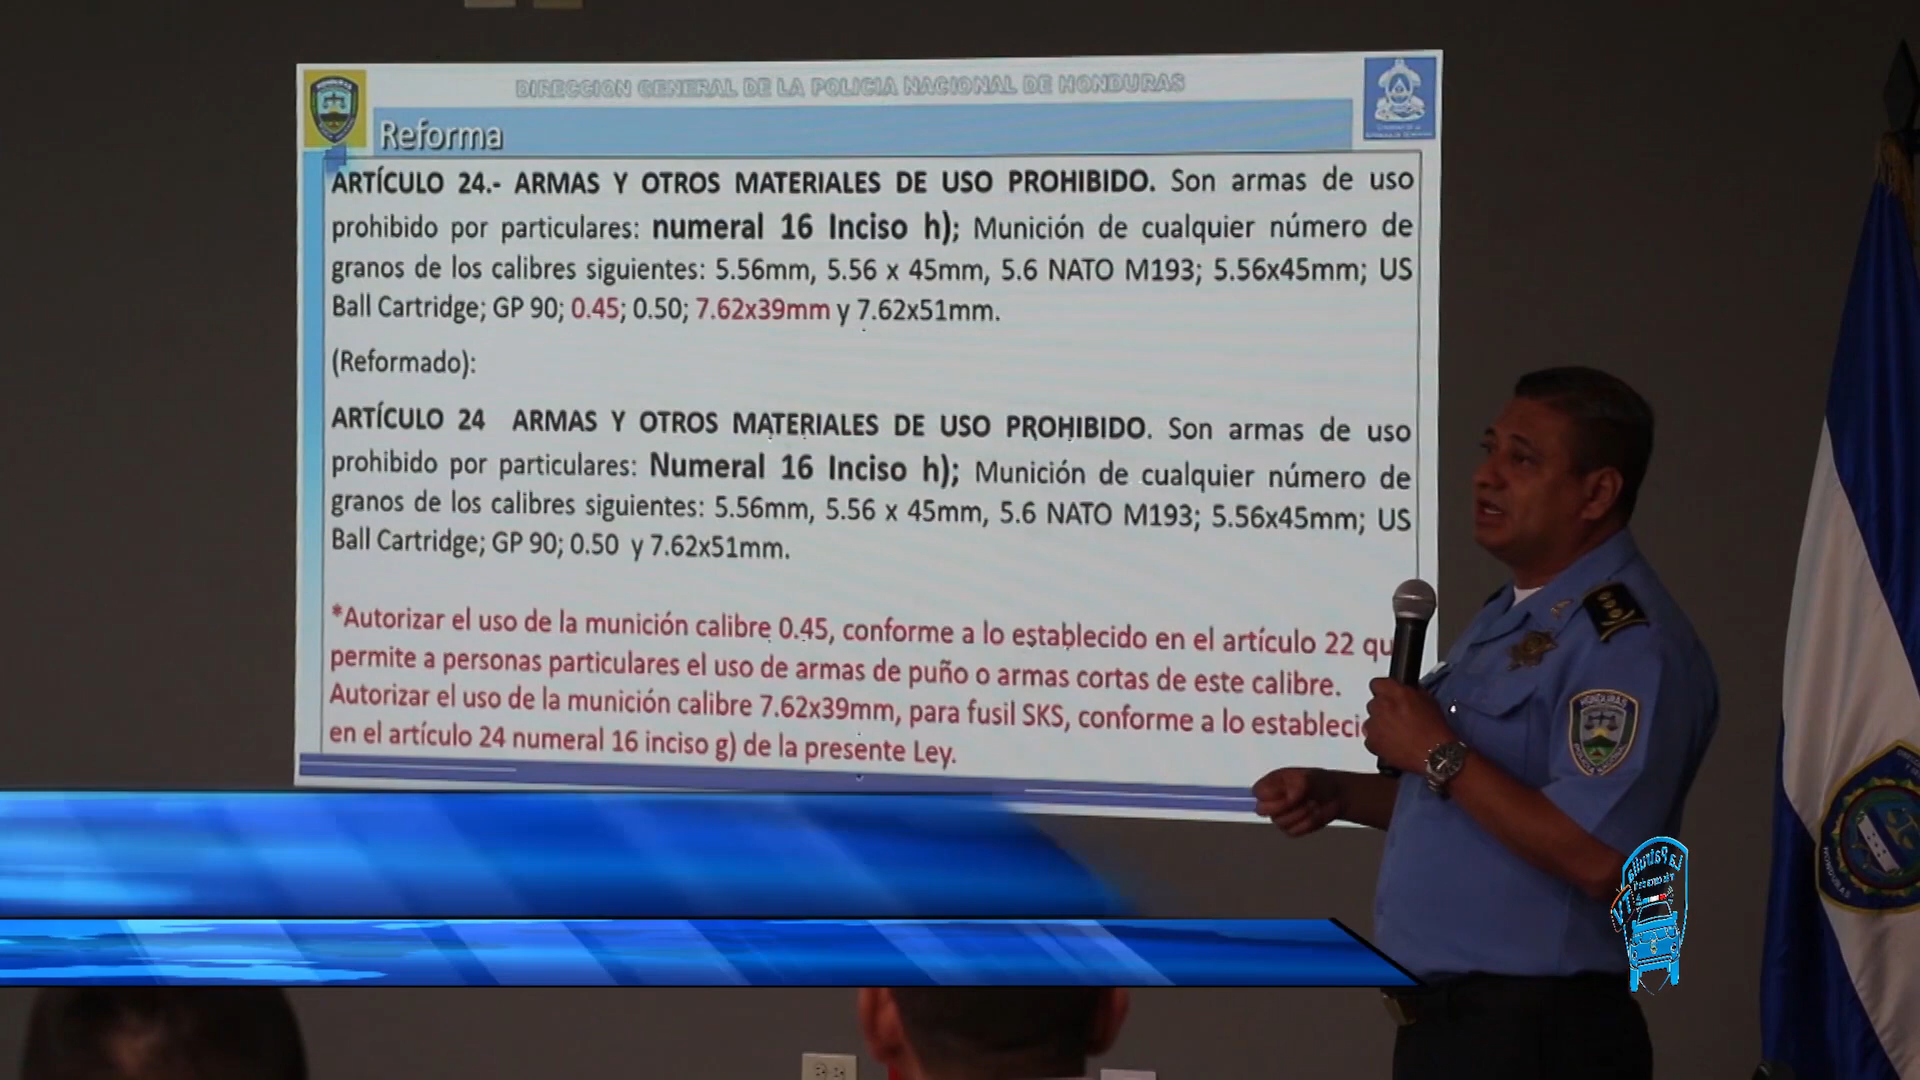 DIRECCION GENERAL DE LA POLICIA NACIONAL DE HONDURAS
HONDURAS
Reforma
ARTÍCULO 24.- ARMAS Y OTROS MATERIALES DE USO PROHIBIDO. Son armas de uso
prohibido por particulares: numeral 16 Inciso h); Munición de cualquier número de
granos de los calibres siguientes: 5.56mm, 5.56 x 45mm, 5.6 NATO M193; 5.56x45mm; US
Ball Cartridge; GP 90; 0.45; 0.50; 7.62x39mm y 7.62x51mm.
(Reformado):
ARTÍCULO 24 ARMAS Y OTROS MATERIALES DE USO PROHIBIDO. Son armas de uso
prohibido por particulares: Numeral 16 Inciso h); Munición de cualquier número de
granos de los calibres siguientes: 5.56mm, 5.56 x 45mm, 5.6 NATO M193; 5.56x45mm; US
Ball Cartridge; GP 90; 0.50 y 7.62x51mm.
*Autorizar el uso de la munición calibre 0.45, conforme a lo establecido en el artículo 22 qu
permite a personas particulares el uso de armas de puño o armas cortas de este calibre.
Autorizar el uso de la munición calibre 7.62x39mm, para fusil SKS, conforme a lo estableci
en el artículo 24 numeral 16 inciso g) de la presente Ley.
HONDURAS
POLICIA NACIONAL
La Patrulla
TV
HONDURAS